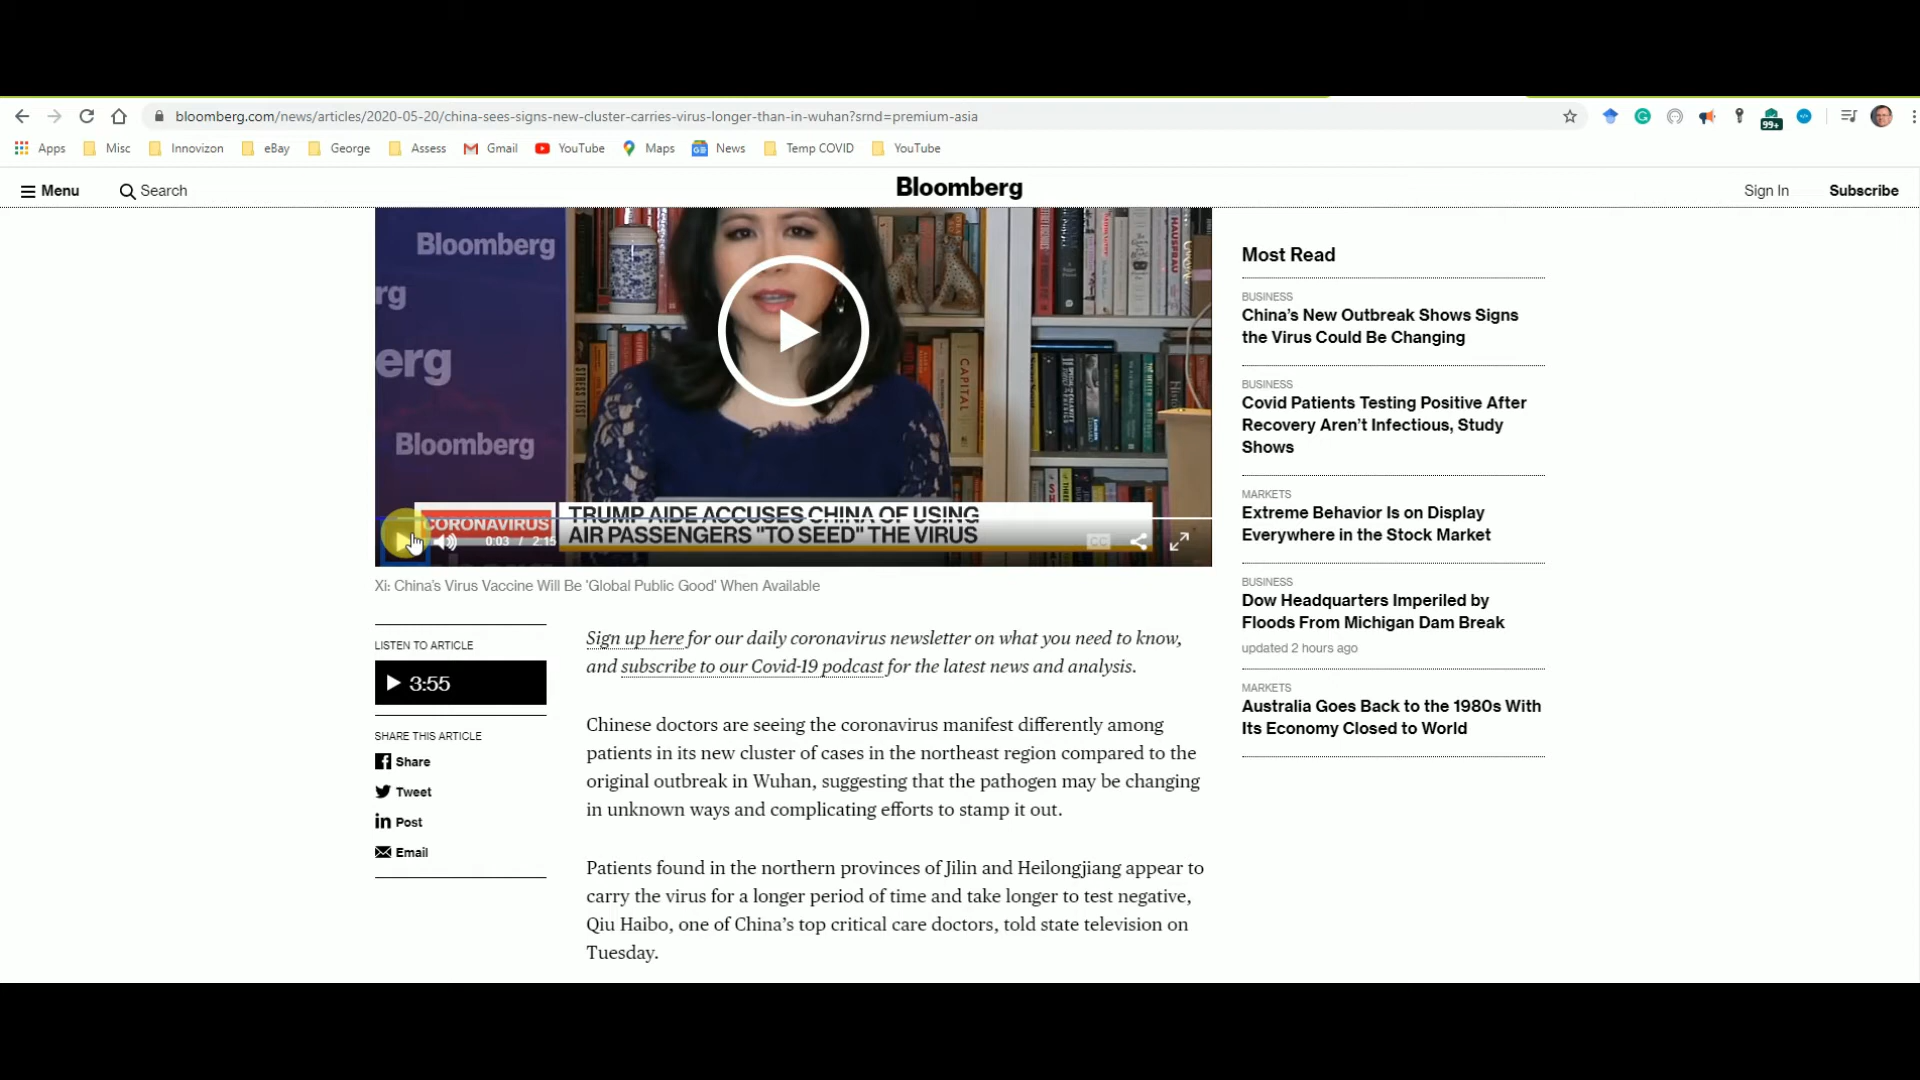 bloomberg.com/news/articles/2020-05-20/china-sees-signs-new-cluster-carries-virus-longer-than-in-wuhan?srnd=premium-asia
99+
Apps Misc Innovizon eBay George Assess Gmail YouTube Maps News Temp COVID YouTube
Menu Search Bloomberg Sign In Subscribe
Bloomberg
rg
erg
Bloomberg
STRESS TEST
CAPITAL
HAUSFRAU
CORONAVIRUS
TRUMP AIDE ACCUSES CHINA OF USING
AIR PASSENGERS "TO SEED" THE VIRUS
0:03 / 2:15
CC
Xi: China's Virus Vaccine Will Be 'Global Public Good' When Available
LISTEN TO ARTICLE
3:55
SHARE THIS ARTICLE
Share
Tweet
in Post
Email
Sign up here for our daily coronavirus newsletter on what you need to know,
and subscribe to our Covid-19 podcast for the latest news and analysis.
Chinese doctors are seeing the coronavirus manifest differently among
patients in its new cluster of cases in the northeast region compared to the
original outbreak in Wuhan, suggesting that the pathogen may be changing
in unknown ways and complicating efforts to stamp it out.
Patients found in the northern provinces of Jilin and Heilongjiang appear to
carry the virus for a longer period of time and take longer to test negative,
Qiu Haibo, one of China's top critical care doctors, told state television on
Tuesday.
Most Read
BUSINESS
China's New Outbreak Shows Signs
the Virus Could Be Changing
BUSINESS
Covid Patients Testing Positive After
Recovery Aren't Infectious, Study
Shows
MARKETS
Extreme Behavior Is on Display
Everywhere in the Stock Market
BUSINESS
Dow Headquarters Imperiled by
Floods From Michigan Dam Break
updated 2 hours ago
MARKETS
Australia Goes Back to the 1980s With
Its Economy Closed to World